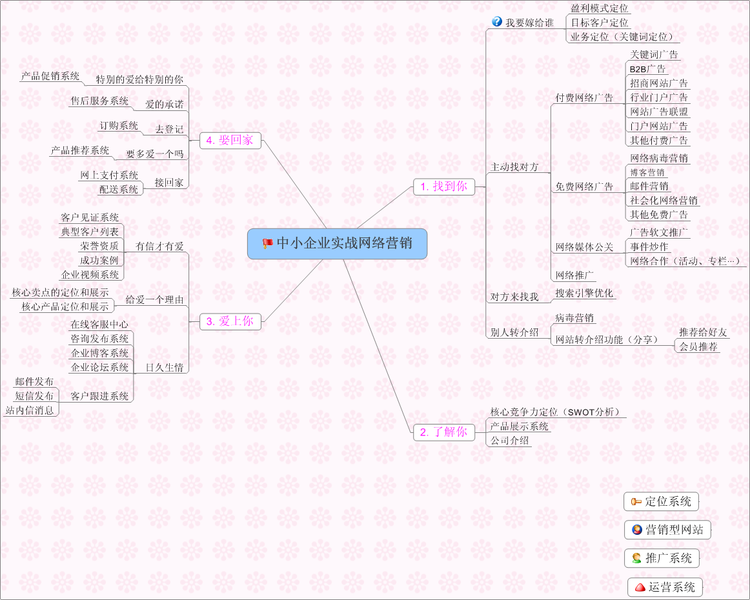 中小企业实战网络营销
1. 找到你
我要嫁给谁
盈利模式定位
目标客户定位
业务定位（关键词定位）
主动找对方
付费网络广告
关键词广告
B2B广告
招商网站广告
行业门户广告
网站广告联盟
门户网站广告
其他付费广告
免费网络广告
网络病毒营销
博客营销
邮件营销
社会化网络营销
其他免费广告
网络媒体公关
广告软文推广
事件炒作
网络合作（活动、专栏…）
网络推广
对方来找我
搜索引擎优化
别人转介绍
病毒营销
网站转介绍功能（分享）
推荐给好友
会员推荐
2. 了解你
核心竞争力定位（SWOT分析）
产品展示系统
公司介绍
3. 爱上你
有信才有爱
客户见证系统
典型客户列表
荣誉资质
成功案例
企业视频系统
给爱一个理由
核心卖点的定位和展示
核心产品定位和展示
日久生情
在线客服中心
咨询发布系统
企业博客系统
企业论坛系统
客户跟进系统
邮件发布
短信发布
站内信消息
4. 娶回家
特别的爱给特别的你
产品促销系统
爱的承诺
售后服务系统
去登记
订购系统
要多爱一个吗
产品推荐系统
接回家
网上支付系统
配送系统
定位系统
营销型网站
推广系统
运营系统